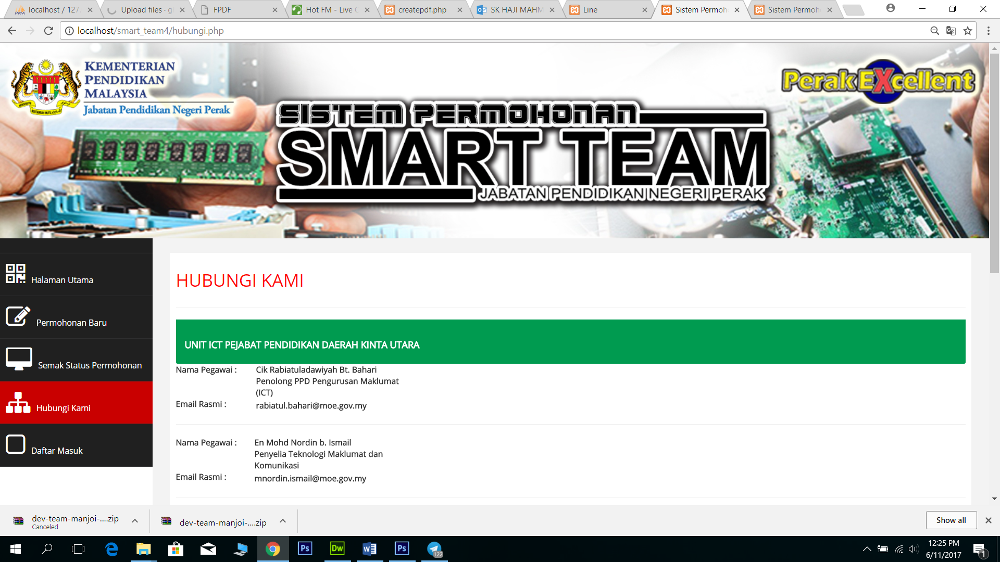 localhost / 127
Upload files · g
FPDF
Hot FM - Live
createpdf.php
SK HAJI MAHM
Line
Sistem Permoh
Sistem Permoh
localhost/smart_team4/hubungi.php
KEMENTERIAN
PENDIDIKAN
MALAYSIA
Jabatan Pendidikan Negeri Perak
PerakEXcellent
SISTEM PERMOHONAN
SMART TEAM
JABATAN PENDIDIKAN NEGERI PERAK
Halaman Utama
Permohonan Baru
Semak Status Permohonan
Hubungi Kami
Daftar Masuk
HUBUNGI KAMI
UNIT ICT PEJABAT PENDIDIKAN DAERAH KINTA UTARA
Nama Pegawai : Cik Rabiatuladawiyah Bt. Bahari
Penolong PPD Pengurusan Maklumat
(ICT)
Email Rasmi : rabiatul.bahari@moe.gov.my
Nama Pegawai : En Mohd Nordin b. Ismail
Penyelia Teknologi Maklumat dan
Komunikasi
Email Rasmi : mnordin.ismail@moe.gov.my
dev-team-manjoi-....zip
Canceled
dev-team-manjoi-....zip
Show all
Ps
Dw
W
Ps
122
12:25 PM
6/11/2017
1